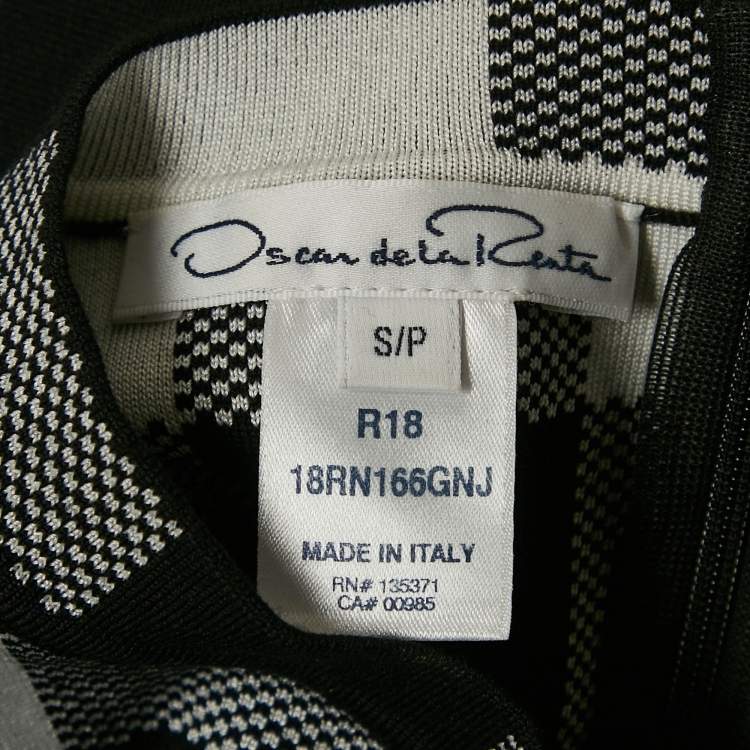 Oscar de la Renta
S/P
R18
18RN166GNJ
MADE IN ITALY
RN# 135371
CA# 00985